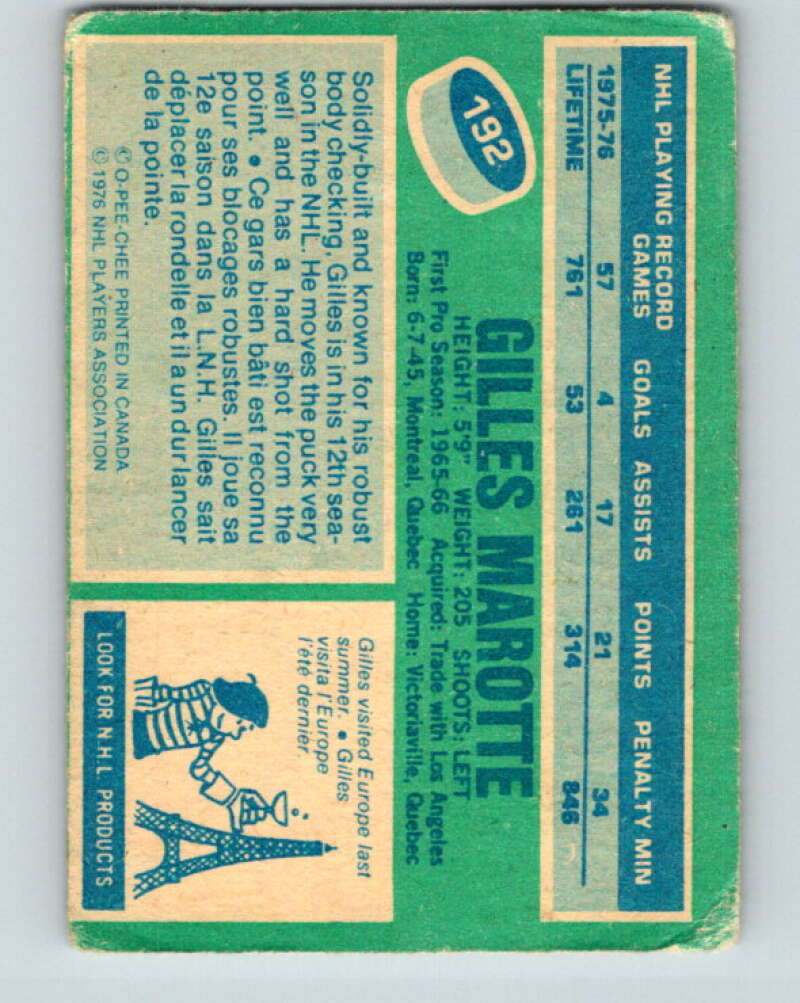 NHL PLAYING RECORD
GAMES GOALS ASSISTS POINTS PENALTY MIN
1975-76 57 4 17 21 34
LIFETIME 761 53 261 314 846
192
GILLES MAROTTE
HEIGHT: 5'9" WEIGHT: 205 SHOOTS: LEFT
First Pro Season: 1965-66 Acquired: Trade with Los Angeles
Born: 6-7-45, Montreal, Quebec Home: Victoriaville, Quebec
Solidly-built and known for his robust
body checking, Gilles is in his 12th sea-
son in the NHL. He moves the puck very
well and has a hard shot from the
point. • Ce gars bien bâti est reconnu
pour ses blocages robustes. Il joue sa
12e saison dans la L.N.H. Gilles sait
déplacer la rondelle et il a un dur lancer
de la pointe.
© O-PEE-CHEE PRINTED IN CANADA
© 1976 NHL PLAYERS ASSOCIATION
Gilles visited Europe last
summer. • Gilles
visita l'Europe
l'été dernier.
LOOK FOR N.H.L PRODUCTS